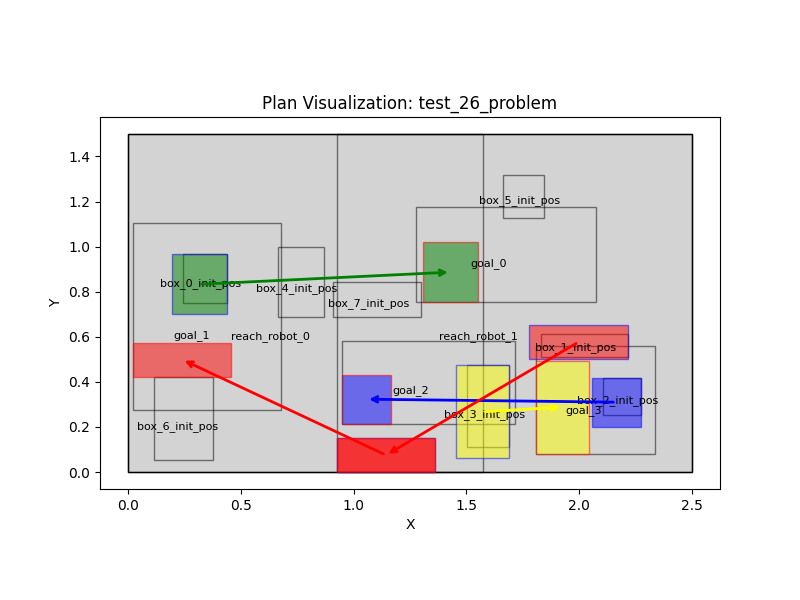 Plan Visualization: test_26_problem
box_5_init_pos
goal_0
box_0_init_pos
box_4_init_pos
box_7_init_pos
goal_1
reach_robot_0
reach_robot_1
box_1_init_pos
goal_2
box_2_init_pos
box_3_init_pos
goal_3
box_6_init_pos
Y
1.4
1.2
1.0
0.8
0.6
0.4
0.2
0.0
0.0
0.5
1.0
1.5
2.0
2.5
X